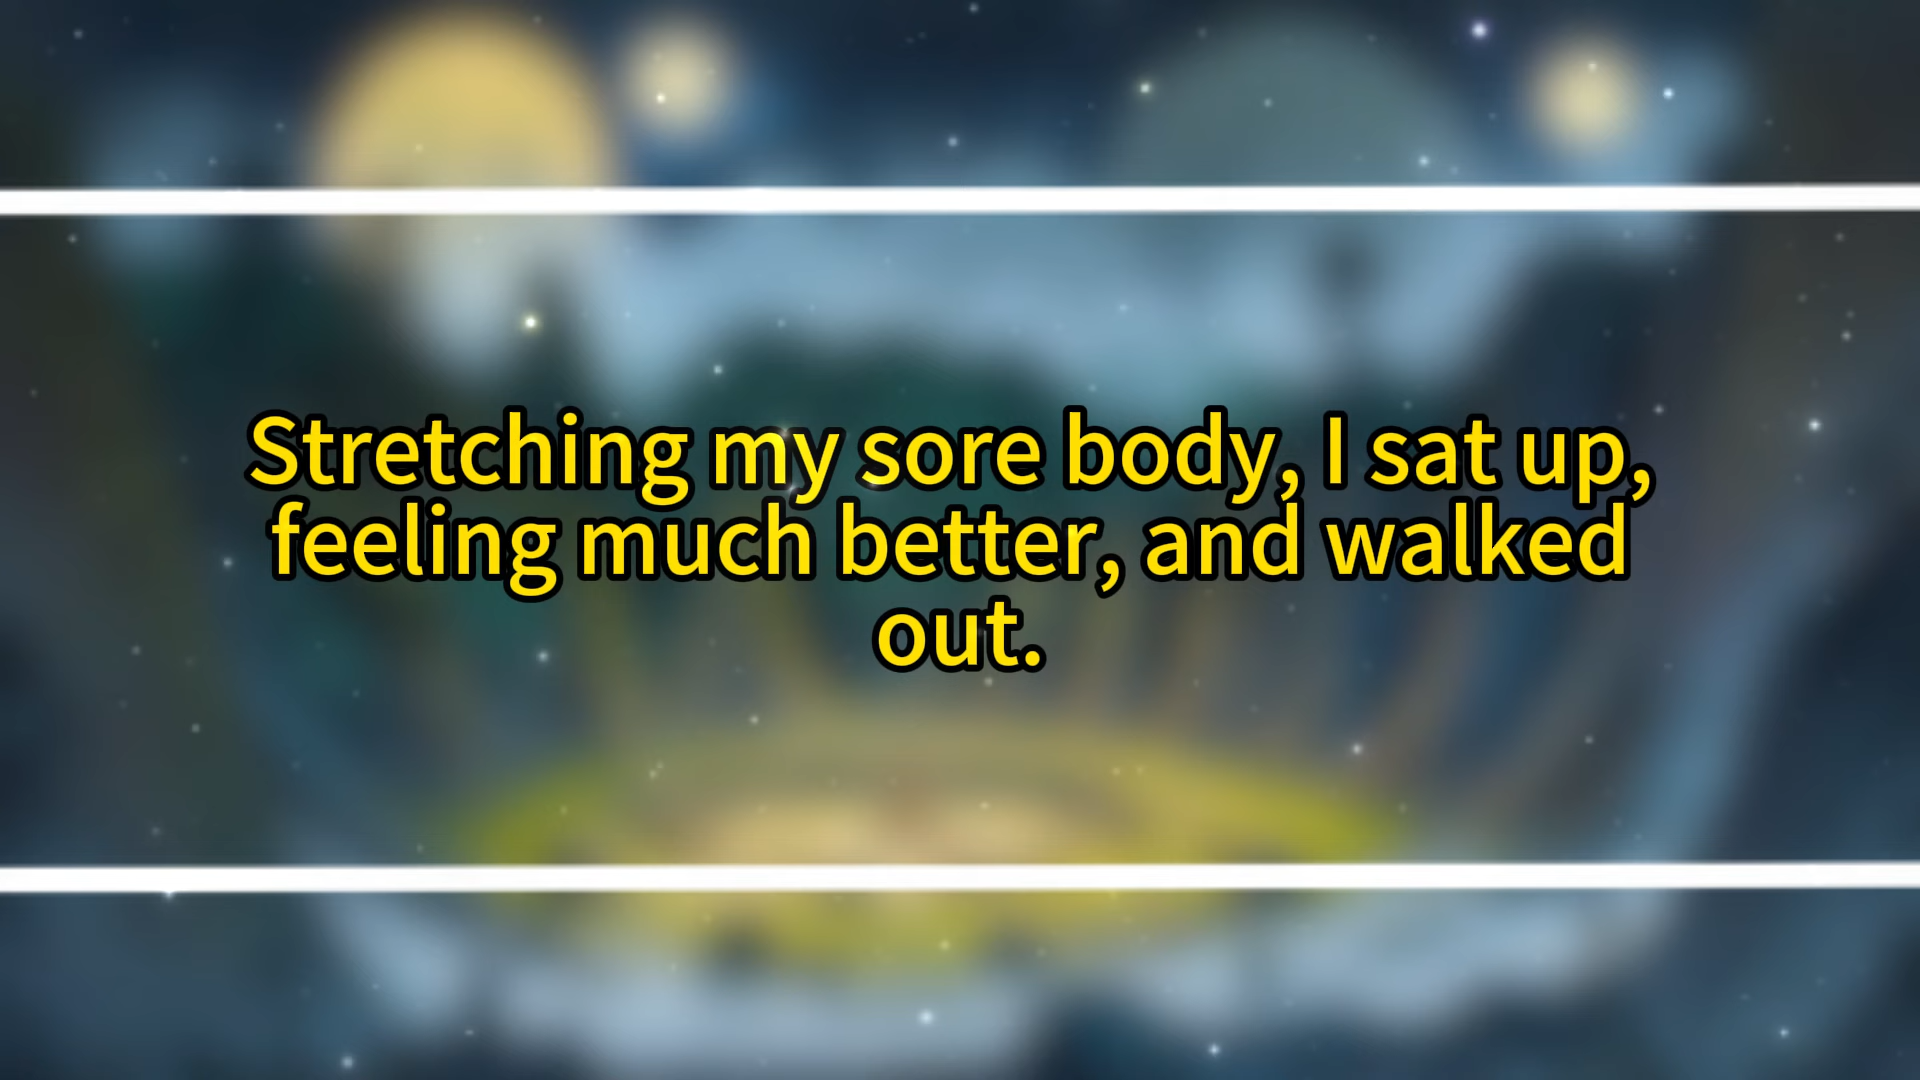 Stretching my sore body, I sat up,
feeling much better, and walked
out.